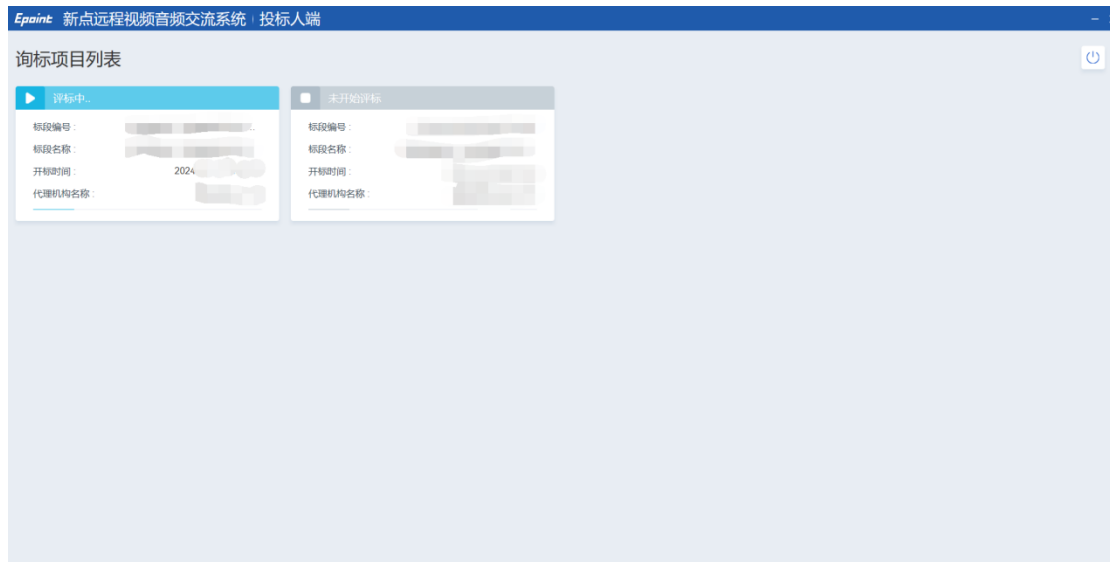 Epoint 新点远程视频音频交流系统 投标人端
询标项目列表
评标中...
标段编号：
标段名称：
开标时间： 2024
代理机构名称：
未开始评标
标段编号：
标段名称：
开标时间：
代理机构名称：